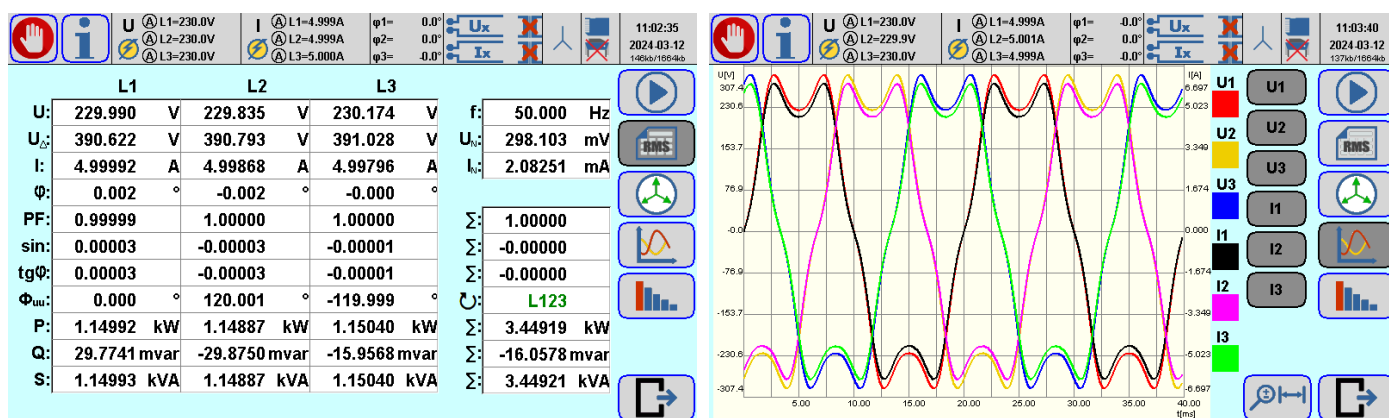 U Ⓐ L1=230.0V I Ⓐ L1=4.999A φ1= 0.0° Ux 11:02:35
Ⓐ L2=230.0V Ⓐ L2=4.999A φ2= 0.0° 2024-03-12
Ⓐ L3=230.0V Ⓐ L3=5.000A φ3= -0.0° Ix 146kb/1664kb
L1 L2 L3
U: 229.990 V 229.835 V 230.174 V f: 50.000 Hz
U△: 390.622 V 390.793 V 391.028 V UN: 298.103 mV RMS
I: 4.99992 A 4.99868 A 4.99796 A IN: 2.08251 mA
φ: 0.002 ° -0.002 ° -0.000 °
PF: 0.99999 1.00000 1.00000 Σ: 1.00000
sin: 0.00003 -0.00003 -0.00001 Σ: -0.00000
tgφ: 0.00003 -0.00003 -0.00001 Σ: -0.00000
Φuu: 0.000 ° 120.001 ° -119.999 ° ↻: L123
P: 1.14992 kW 1.14887 kW 1.15040 kW Σ: 3.44919 kW
Q: 29.7741 mvar -29.8750 mvar -15.9568 mvar Σ: -16.0578 mvar
S: 1.14993 kVA 1.14887 kVA 1.15040 kVA Σ: 3.44921 kVA
U Ⓐ L1=230.0V I Ⓐ L1=4.999A φ1= -0.0° Ux 11:03:40
Ⓐ L2=229.9V Ⓐ L2=5.001A φ2= 0.0° 2024-03-12
Ⓐ L3=230.0V Ⓐ L3=4.999A φ3= -0.0° Ix 137kb/1664kb
U[V] I[A] U1 U1
307.4 6.697
230.6 5.023 U2 U2
153.7 3.349 RMS
U3 U3
76.9 1.674
I1 I1
-0.0 0.000
I2 I2
-76.9 -1.674
I3 I3
-153.7 -3.349
-230.6 -5.023
-307.4 -6.697
5.00 10.00 15.00 20.00 25.00 30.00 35.00 40.00
t[ms]